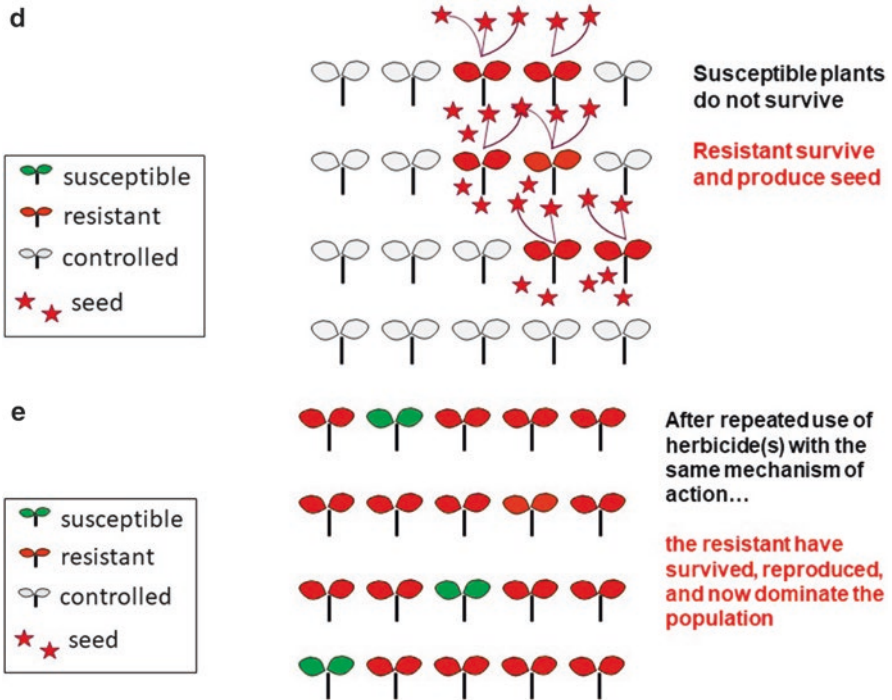 d
Susceptible plants
do not survive
Resistant survive
and produce seed
susceptible
resistant
controlled
seed
e
After repeated use of
herbicide(s) with the
same mechanism of
action...
the resistant have
survived, reproduced,
and now dominate the
population
susceptible
resistant
controlled
seed